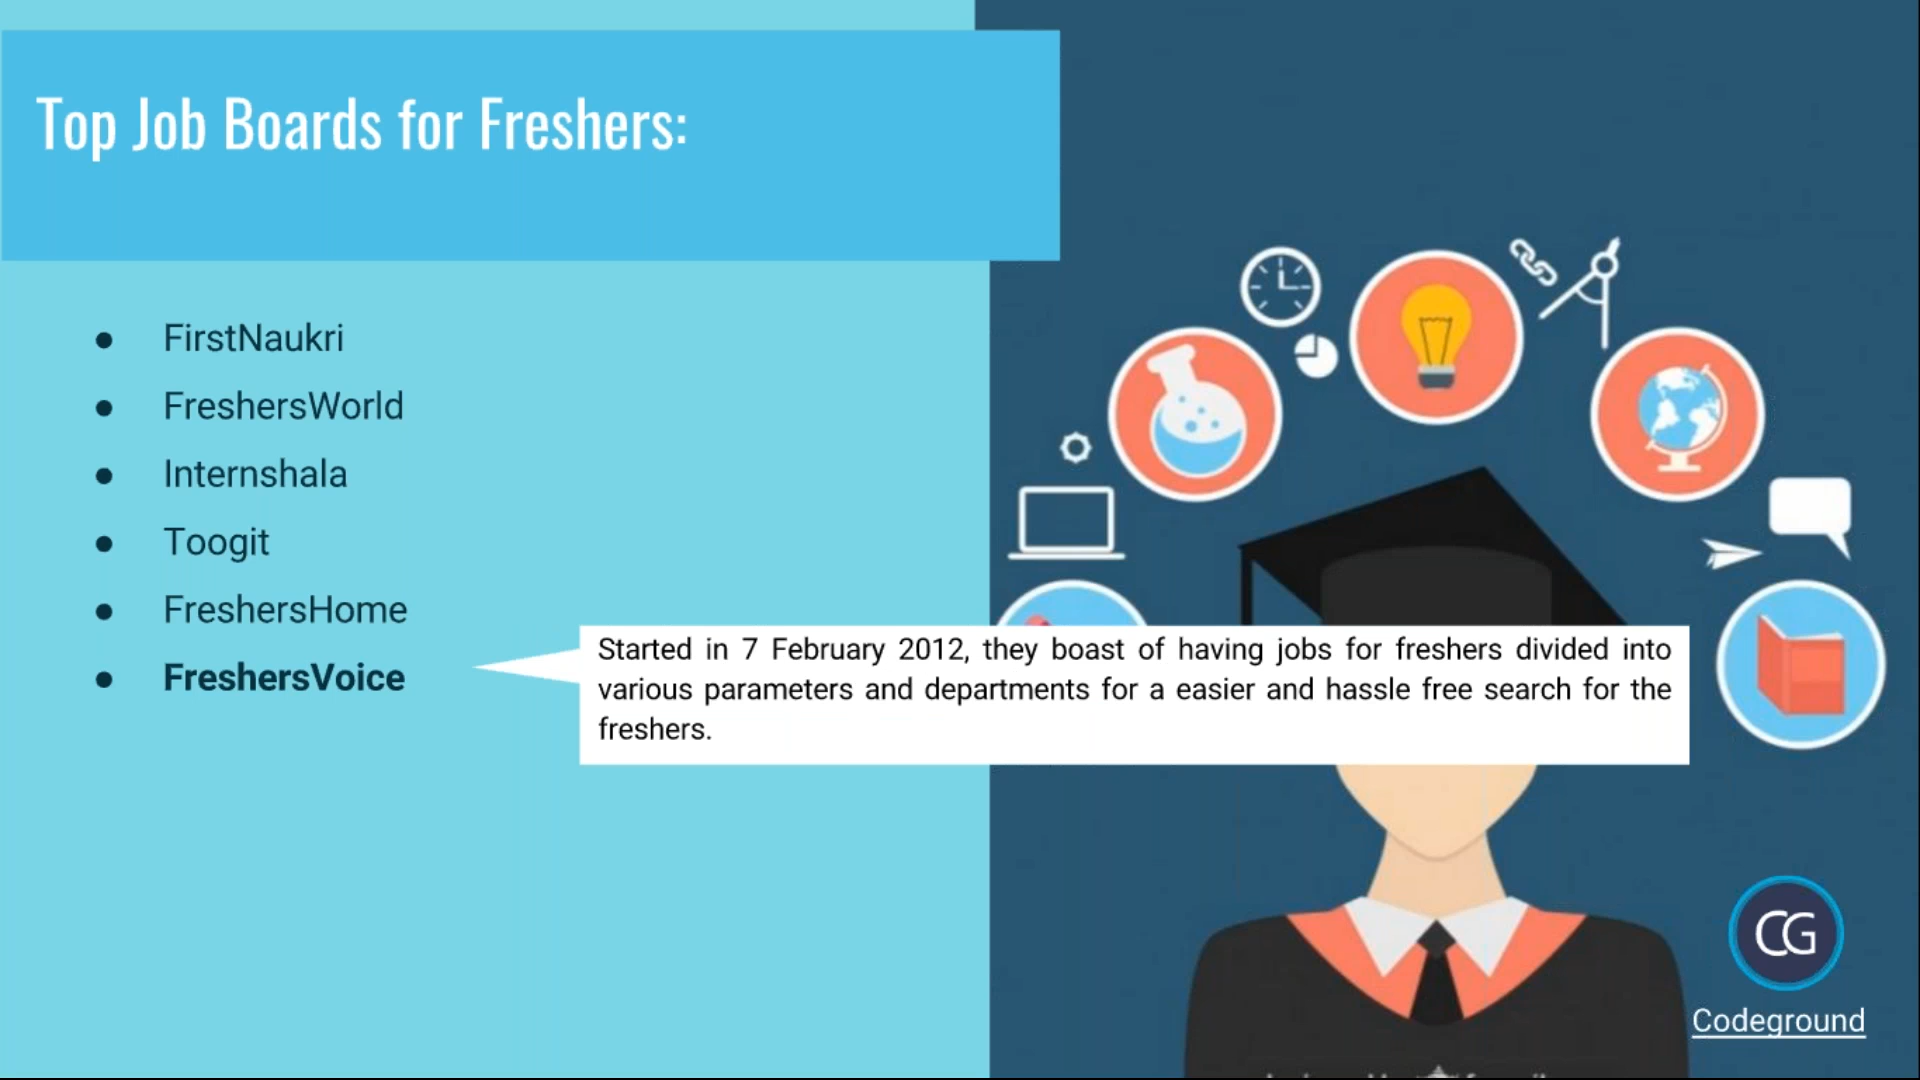 Top Job Boards for Freshers:
● FirstNaukri
● FreshersWorld
● Internshala
● Toogit
● FreshersHome
● FreshersVoice
Started in 7 February 2012, they boast of having jobs for freshers divided into
various parameters and departments for a easier and hassle free search for the
freshers.
CG
Codeground